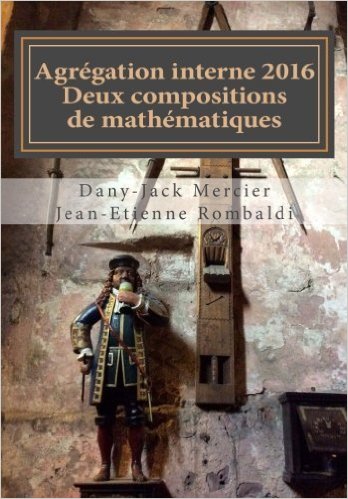 Agrégation interne 2016
Deux compositions
de mathématiques
Dany-Jack Mercier
Jean-Etienne Rombaldi